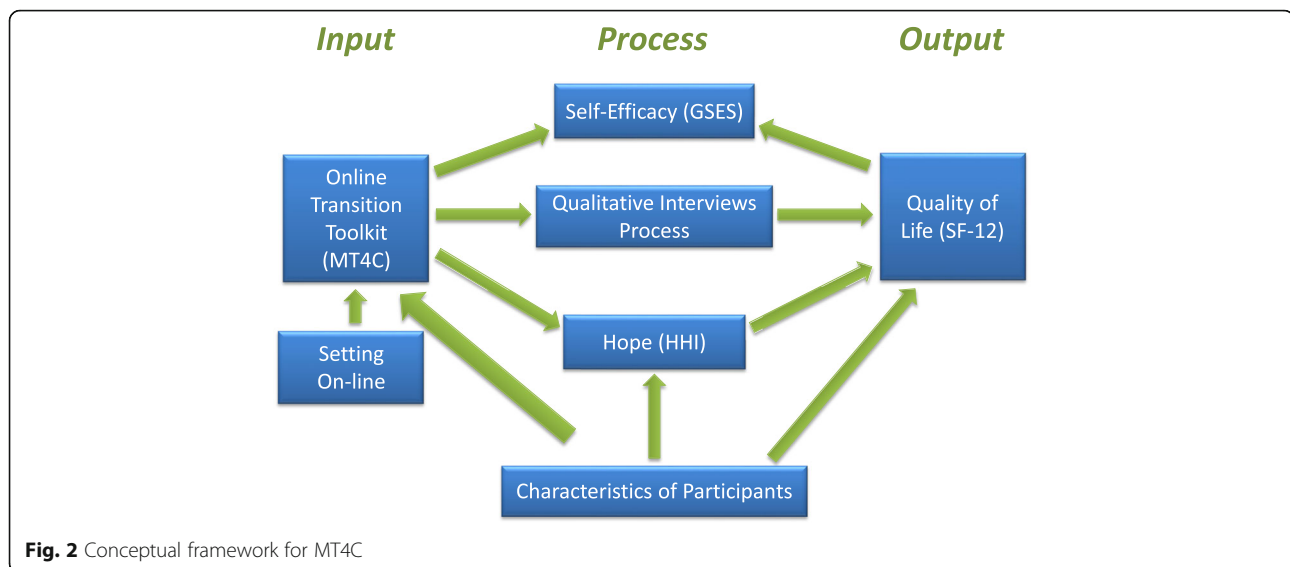 Input
Process
Output
Self-Efficacy (GSES)
Online
Transition
Toolkit
(MT4C)
Qualitative Interviews
Process
Quality of
Life (SF-12)
Setting
On-line
Hope (HHI)
Characteristics of Participants
Fig. 2 Conceptual framework for MT4C